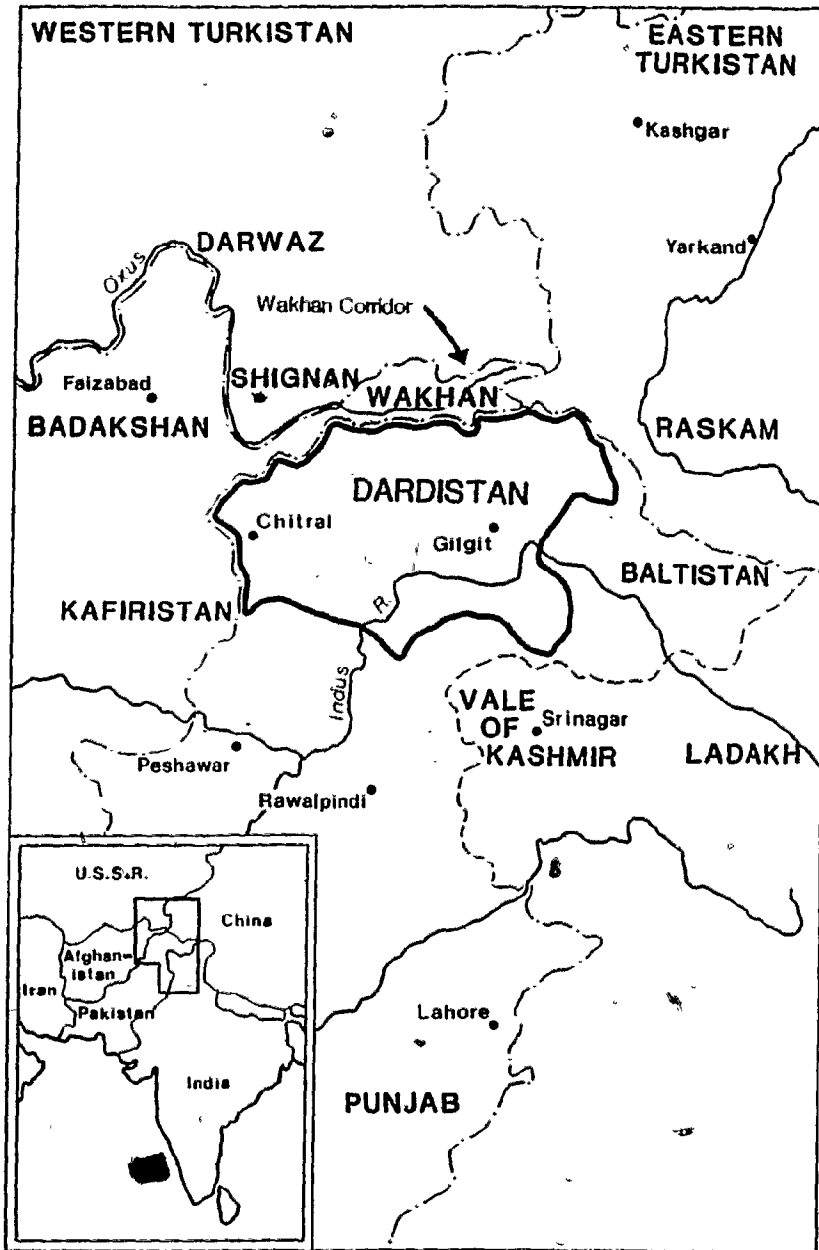 WESTERN TURKISTAN
EASTERN
TURKISTAN
Kashgar
DARWAZ
Yarkand
Oxus
Wakhan Corridor
Faizabad
SHIGNAN
WAKHAN
BADAKSHAN
RASKAM
DARDISTAN
Chitral
Gilgit
BALTISTAN
KAFIRISTAN
R.
Indus
VALE
OF
KASHMIR
Srinagar
LADAKH
Peshawar
Rawalpindi
U.S.S.R.
China
Afghan-
istan
Iran
Pakistan
India
Lahore
PUNJAB